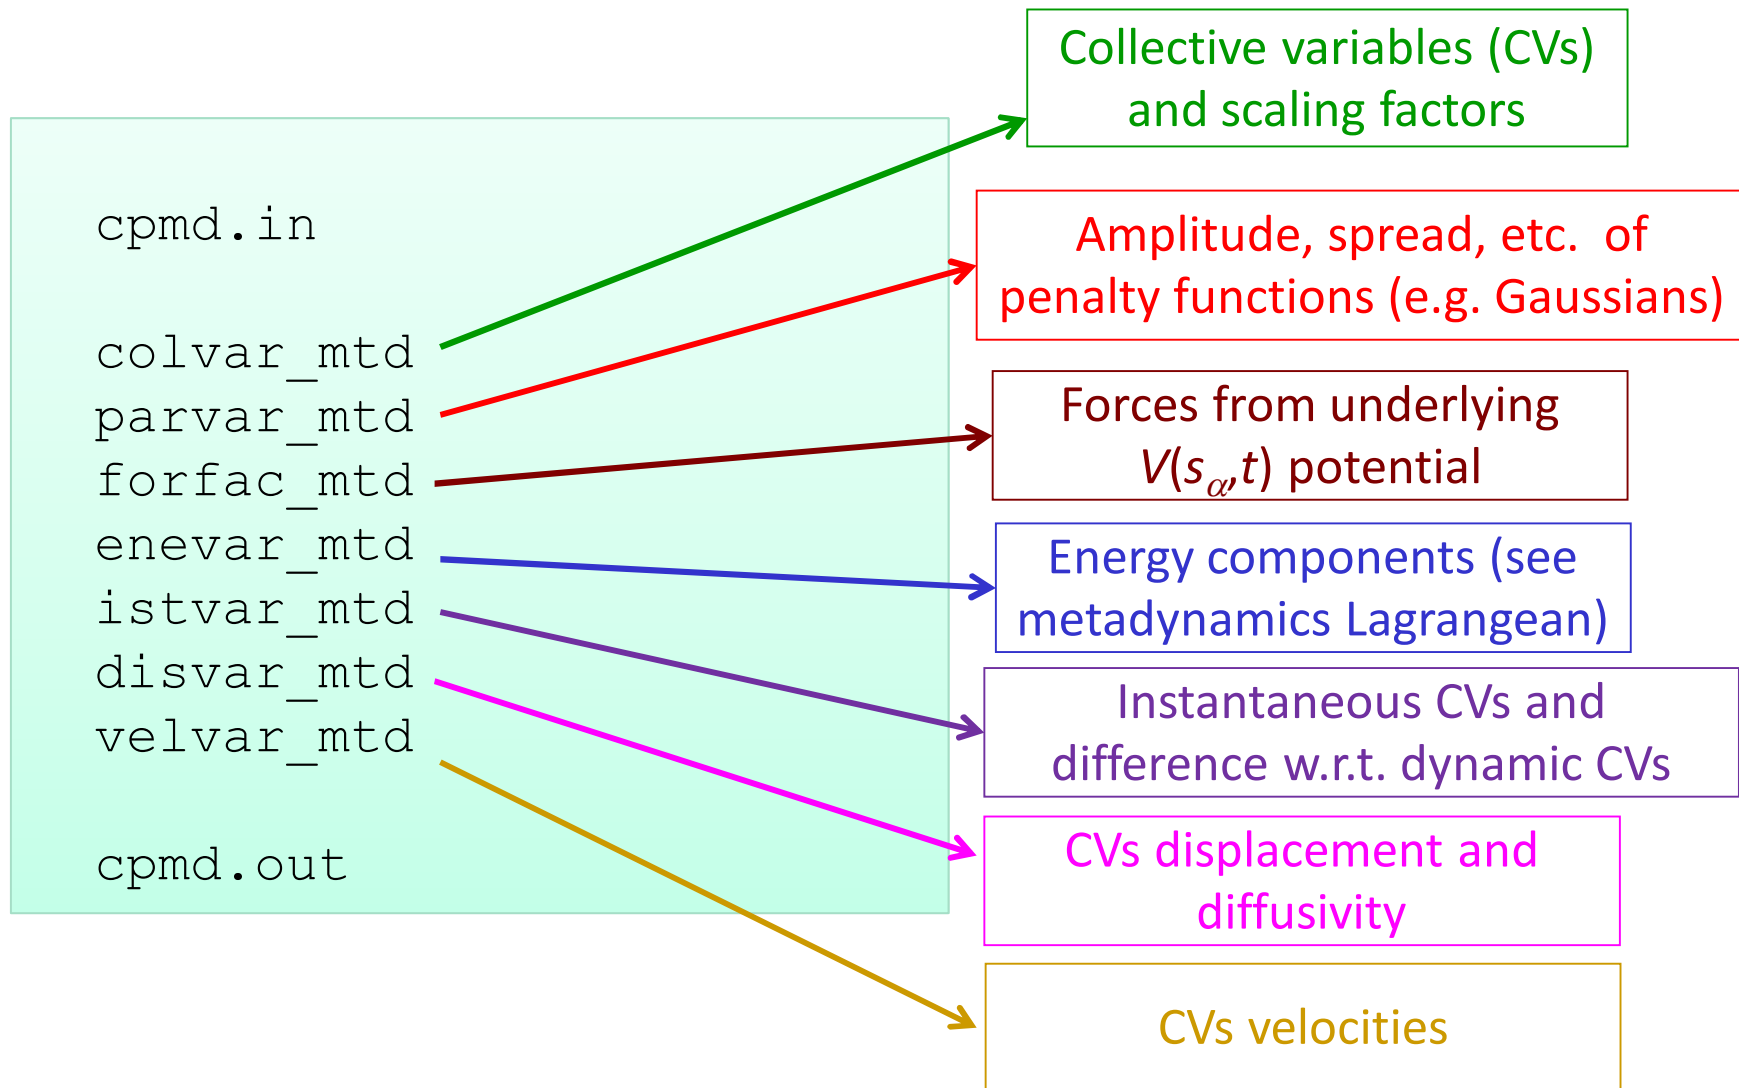 cpmd.in
colvar_mtd
parvar_mtd
forfac_mtd
enevar_mtd
istvar_mtd
disvar_mtd
velvar_mtd
cpmd.out
Collective variables (CVs)
and scaling factors
Amplitude, spread, etc.  of
penalty functions (e.g. Gaussians)
Forces from underlying
V(sα,t) potential
Energy components (see
metadynamics Lagrangean)
Instantaneous CVs and
difference w.r.t. dynamic CVs
CVs displacement and
diffusivity
CVs velocities